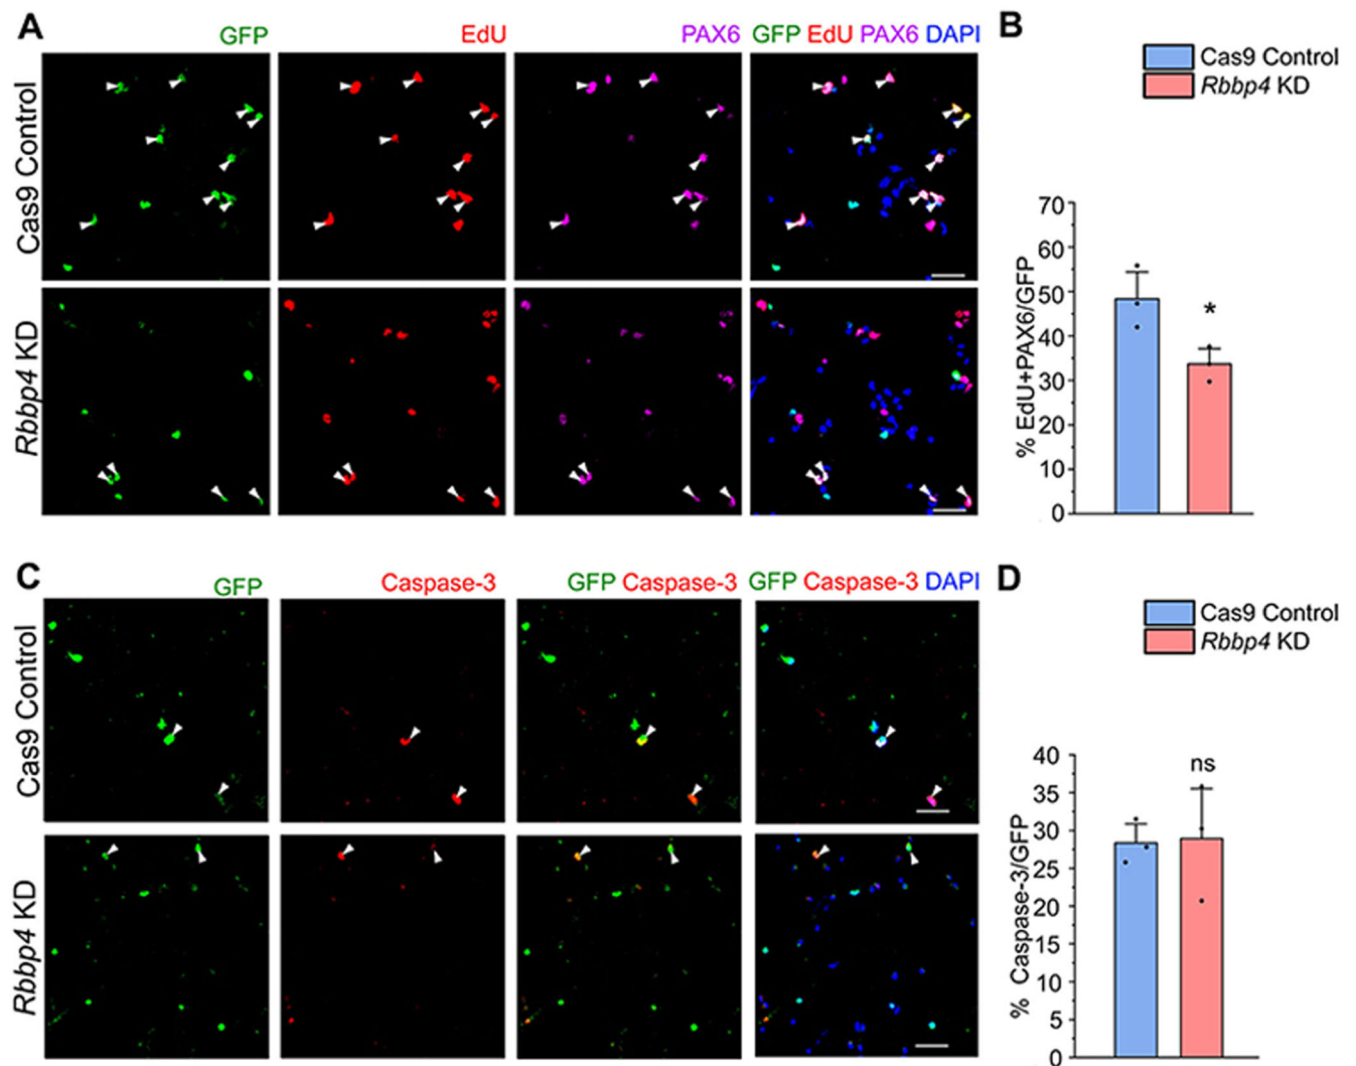 A
GFP
EdU
PAX6
GFP EdU PAX6 DAPI
Cas9 Control
Rbbp4 KD
B
Cas9 Control
Rbbp4 KD
% EdU+PAX6/GFP
70
60
50
40
30
20
10
0
*
C
GFP
Caspase-3
GFP Caspase-3
GFP Caspase-3 DAPI
Cas9 Control
Rbbp4 KD
D
Cas9 Control
Rbbp4 KD
% Caspase-3/GFP
40
35
30
25
20
15
10
5
0
ns